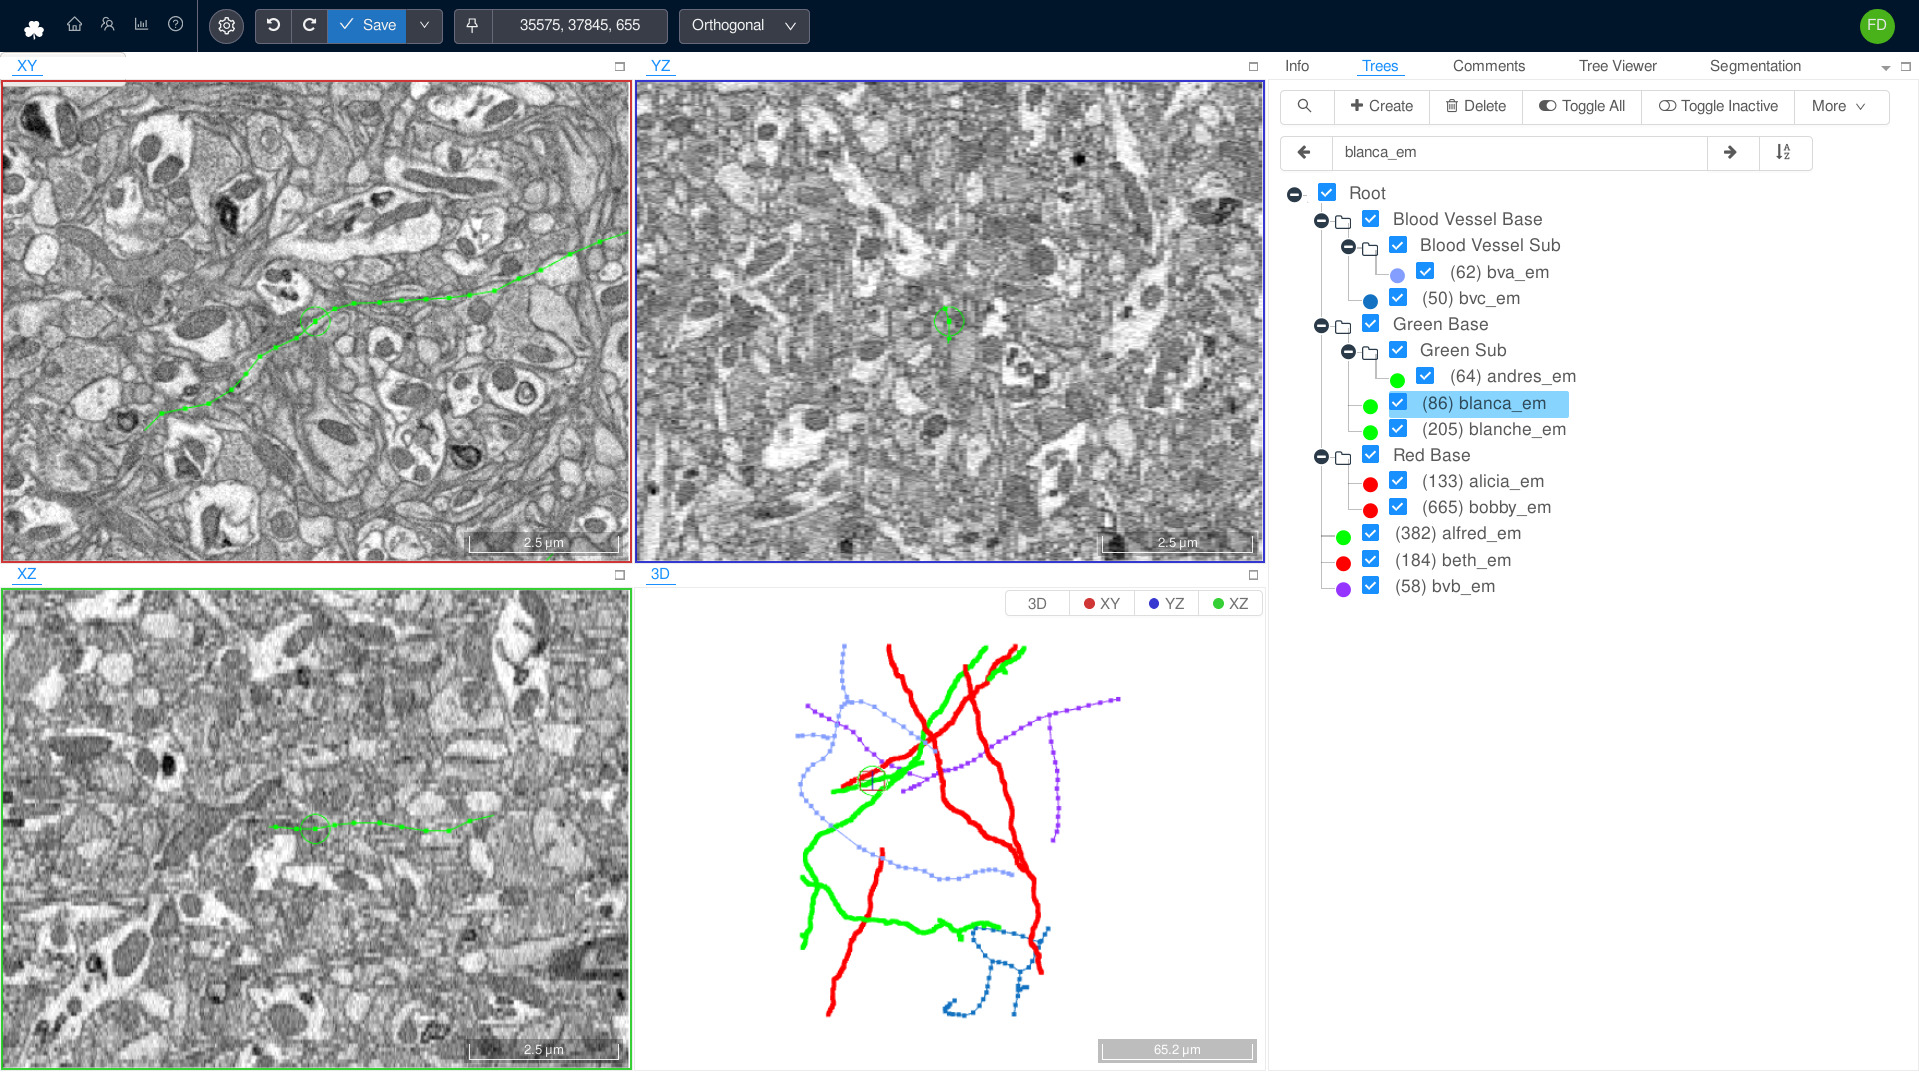 Save 35575, 37845, 655 Orthogonal FD
XY YZ Info Trees Comments Tree Viewer Segmentation
Create Delete Toggle All Toggle Inactive More
blanca_em
Root
Blood Vessel Base
Blood Vessel Sub
(62) bva_em
(50) bvc_em
Green Base
Green Sub
(64) andres_em
(86) blanca_em
(205) blanche_em
Red Base
(133) alicia_em
(665) bobby_em
(382) alfred_em
(184) beth_em
(58) bvb_em
2.5 µm 2.5 µm
XZ 3D
3D XY YZ XZ
2.5 µm 65.2 µm